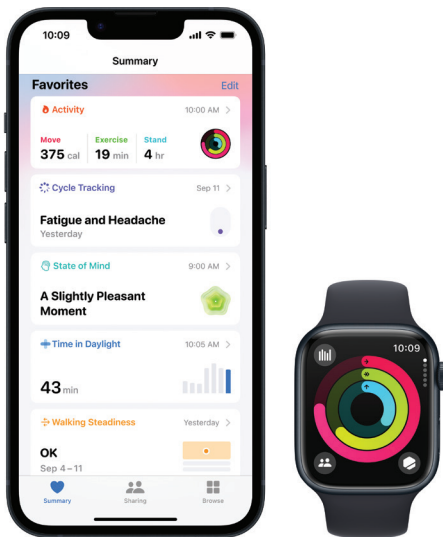 10:09
Summary
Favorites Edit
Activity 10:00 AM
Move Exercise Stand
375 cal 19 min 4 hr
Cycle Tracking Sep 11
Fatigue and Headache
Yesterday
State of Mind 9:00 AM
A Slightly Pleasant
Moment
Time in Daylight 10:05 AM
43 min
Walking Steadiness Yesterday
OK
Sep 4–11
Summary Sharing Browse
10:09